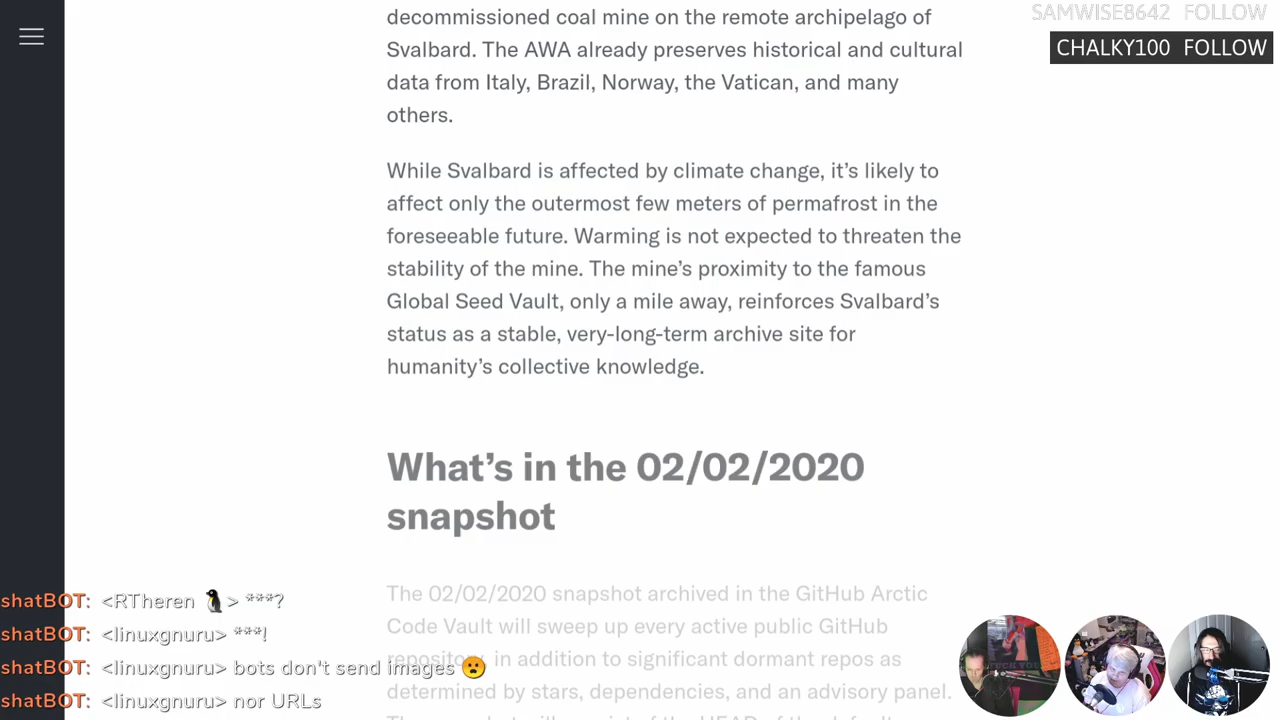 SAMWISE8642 FOLLOW
CHALKY100 FOLLOW
decommissioned coal mine on the remote archipelago of
Svalbard. The AWA already preserves historical and cultural
data from Italy, Brazil, Norway, the Vatican, and many
others.
While Svalbard is affected by climate change, it’s likely to
affect only the outermost few meters of permafrost in the
foreseeable future. Warming is not expected to threaten the
stability of the mine. The mine’s proximity to the famous
Global Seed Vault, only a mile away, reinforces Svalbard’s
status as a stable, very-long-term archive site for
humanity’s collective knowledge.
What’s in the 02/02/2020
snapshot
The 02/02/2020 snapshot archived in the GitHub Arctic
Code Vault will sweep up every active public GitHub
repository, in addition to significant dormant repos as
determined by stars, dependencies, and an advisory panel.
shatBOT: <RTheren 🐧 > ***?
shatBOT: <linuxgnuru> ***!
shatBOT: <linuxgnuru> bots don't send images 😮
shatBOT: <linuxgnuru> nor URLs